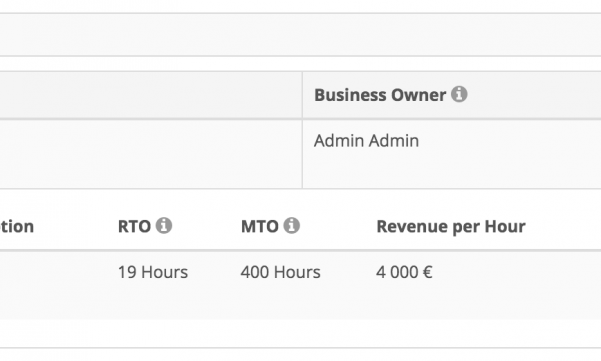 Business Owner
Admin Admin
tion RTO MTO Revenue per Hour
19 Hours 400 Hours 4 000 €